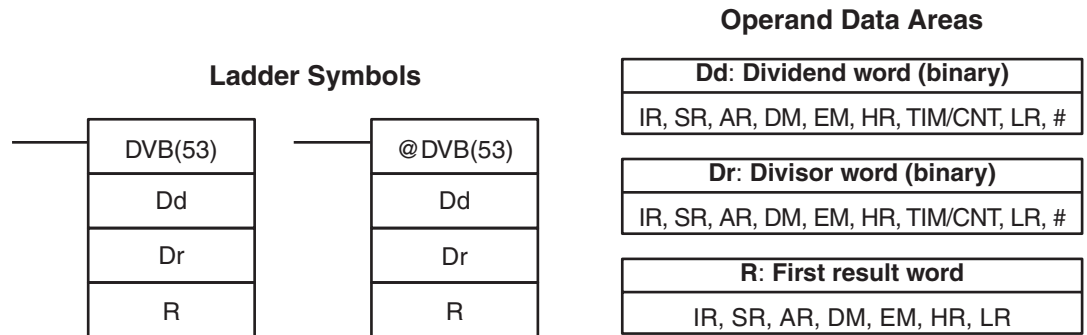 Ladder Symbols
DVB(53)
Dd
Dr
R
@DVB(53)
Dd
Dr
R
Operand Data Areas
Dd: Dividend word (binary)
IR, SR, AR, DM, EM, HR, TIM/CNT, LR, #
Dr: Divisor word (binary)
IR, SR, AR, DM, EM, HR, TIM/CNT, LR, #
R: First result word
IR, SR, AR, DM, EM, HR, LR